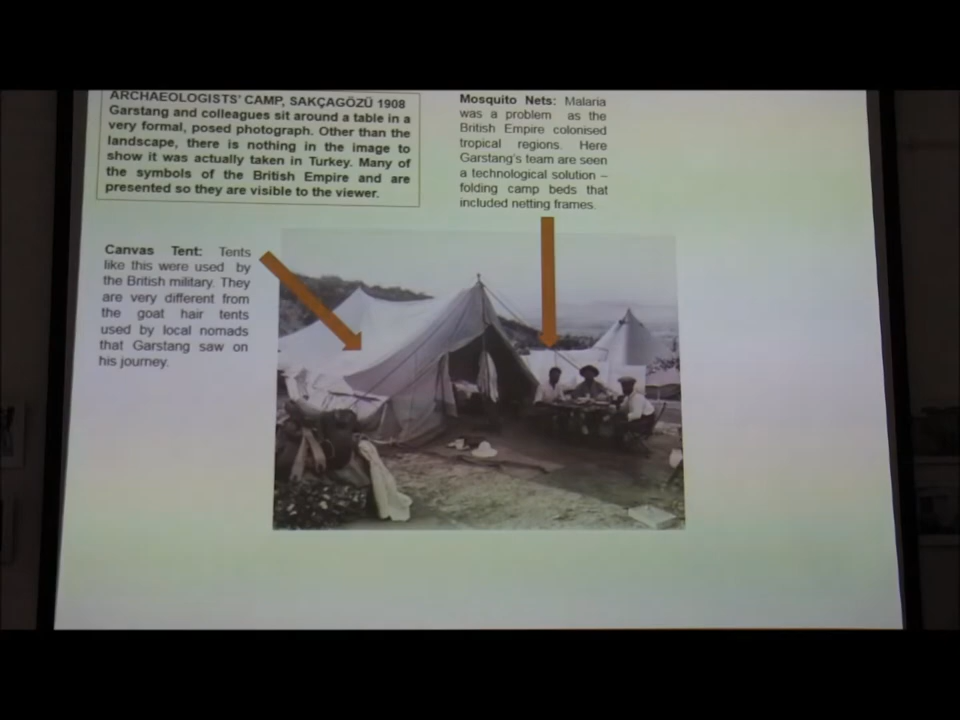 ARCHAEOLOGISTS' CAMP, SAKÇAGÖZÜ 1908
Garstang and colleagues sit around a table in a
very formal, posed photograph. Other than the
landscape, there is nothing in the image to
show it was actually taken in Turkey. Many of
the symbols of the British Empire and are
presented so they are visible to the viewer.
Mosquito Nets: Malaria
was a problem as the
British Empire colonised
tropical regions. Here
Garstang's team are seen
a technological solution –
folding camp beds that
included netting frames.
Canvas Tent: Tents
like this were used by
the British military. They
are very different from
the goat hair tents
used by local nomads
that Garstang saw on
his journey.